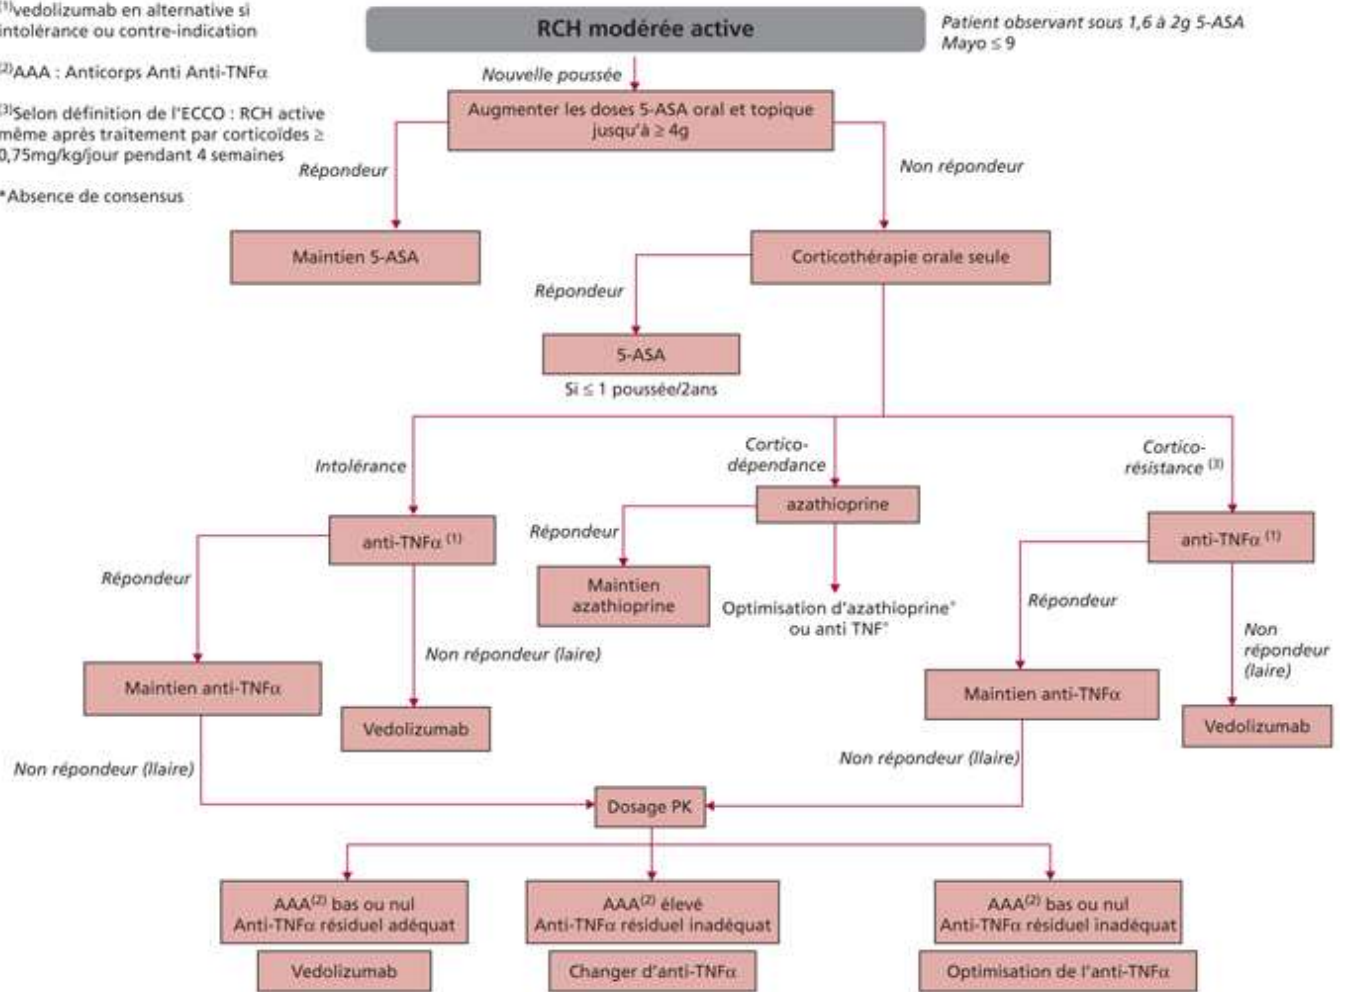 (1)vedolizumab en alternative si
intolérance ou contre-indication
(2)AAA : Anticorps Anti Anti-TNFα
(3)Selon définition de l'ECCO : RCH active
même après traitement par corticoïdes ≥
0,75mg/kg/jour pendant 4 semaines
*Absence de consensus
RCH modérée active
Patient observant sous 1,6 à 2g 5-ASA
Mayo ≤ 9
Nouvelle poussée
Augmenter les doses 5-ASA oral et topique
jusqu'à ≥ 4g
Répondeur
Non répondeur
Maintien 5-ASA
Corticothérapie orale seule
Répondeur
5-ASA
Si ≤ 1 poussée/2ans
Intolérance
Cortico-
dépendance
Cortico-
résistance (3)
anti-TNFα (1)
azathioprine
anti-TNFα (1)
Répondeur
Répondeur
Répondeur
Maintien
azathioprine
Optimisation d'azathioprine*
ou anti TNF*
Non répondeur (Iaire)
Non
répondeur
(Iaire)
Maintien anti-TNFα
Vedolizumab
Maintien anti-TNFα
Vedolizumab
Non répondeur (IIaire)
Non répondeur (IIaire)
Dosage PK
AAA(2) bas ou nul
Anti-TNFα résiduel adéquat
AAA(2) élevé
Anti-TNFα résiduel inadéquat
AAA(2) bas ou nul
Anti-TNFα résiduel inadéquat
Vedolizumab
Changer d'anti-TNFα
Optimisation de l'anti-TNFα